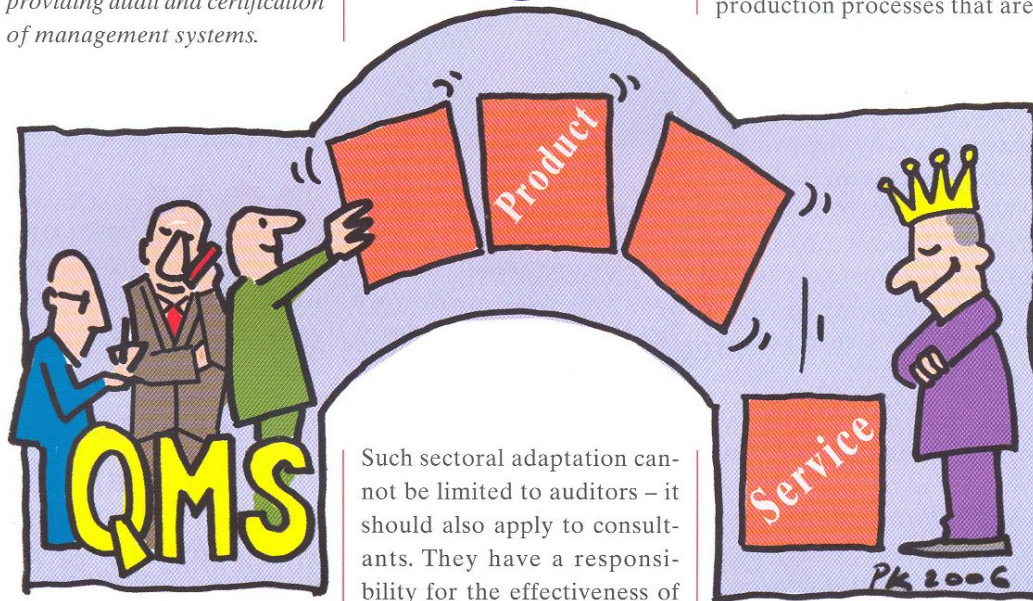 providing audit and certification
of management systems.
production processes that are
Product
QMS
Service
Such sectoral adaptation can-
not be limited to auditors – it
should also apply to consult-
ants. They have a responsi-
bility for the effectiveness of
PK 2006